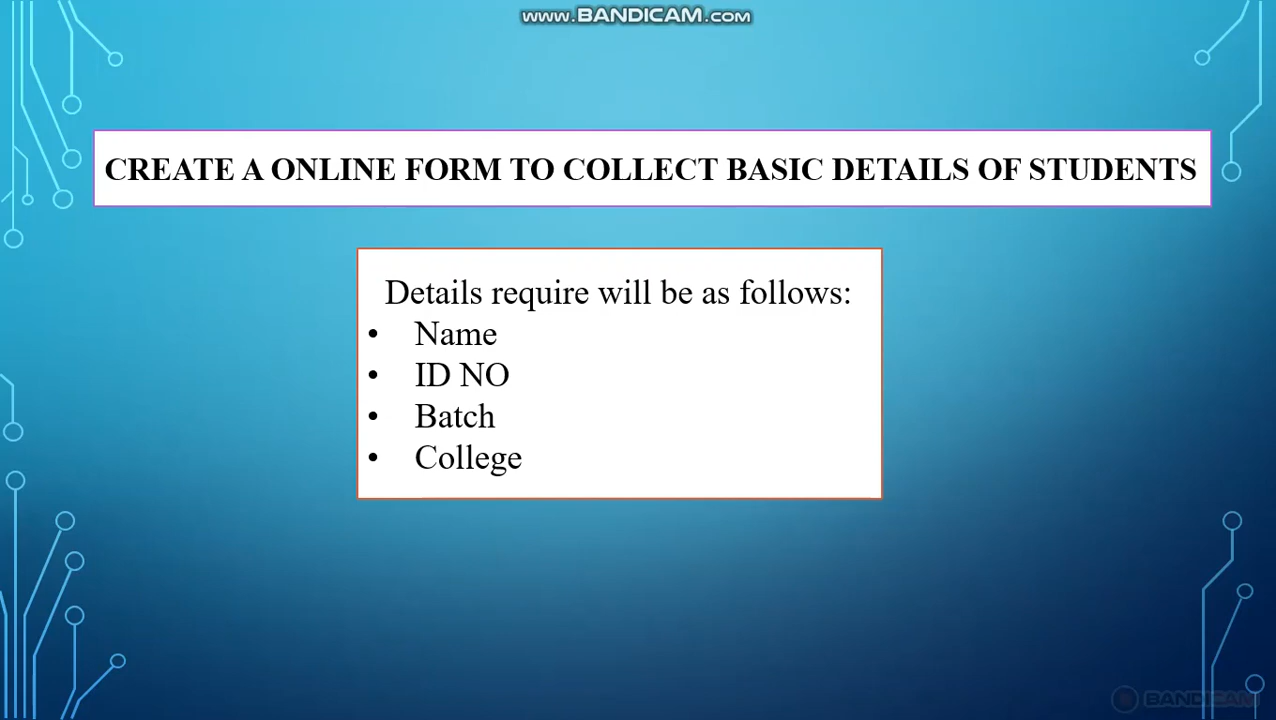 www.BANDICAM.com
CREATE A ONLINE FORM TO COLLECT BASIC DETAILS OF STUDENTS
Details require will be as follows:
• Name
• ID NO
• Batch
• College
BANDICAM